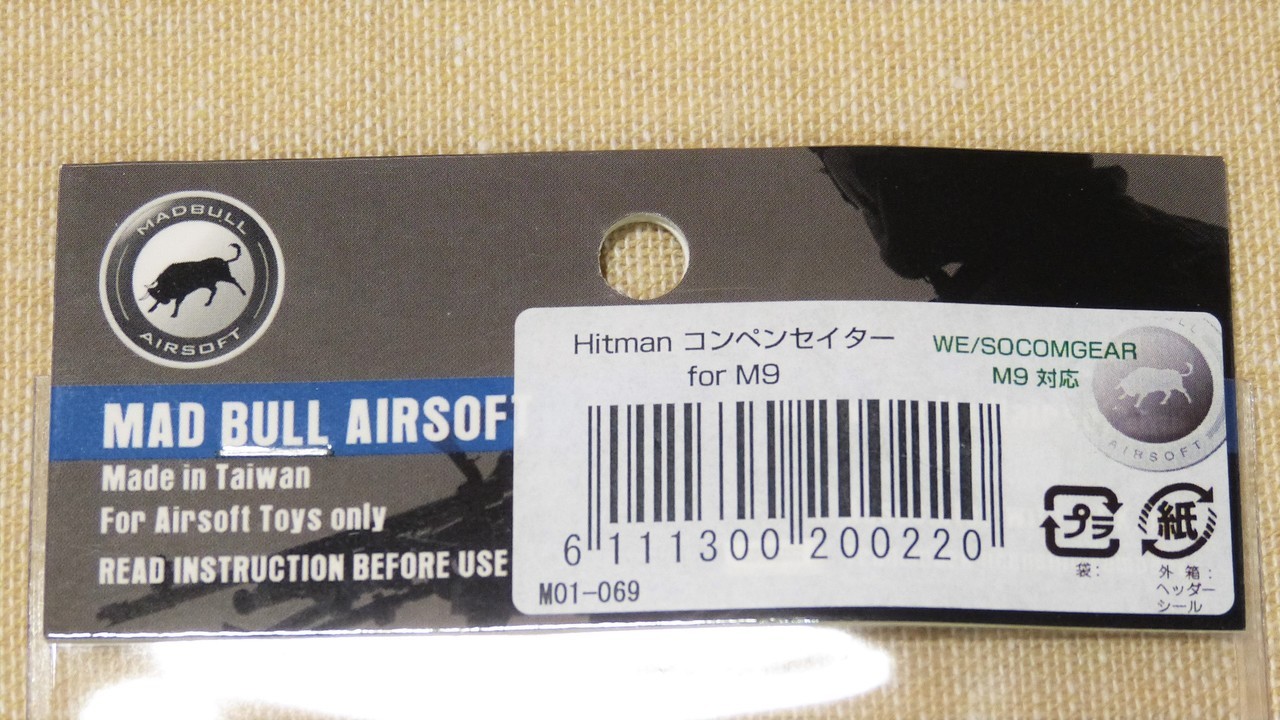 MADBULL
AIRSOFT
MAD BULL AIRSOFT
Made in Taiwan
For Airsoft Toys only
READ INSTRUCTION BEFORE USE
Hitman コンペンセイター
for M9
WE/SOCOMGEAR
M9 対応
AIRSOFT
6 111300 200220
M01-069
プラ
袋:
紙
外 箱:
ヘッダー
シール